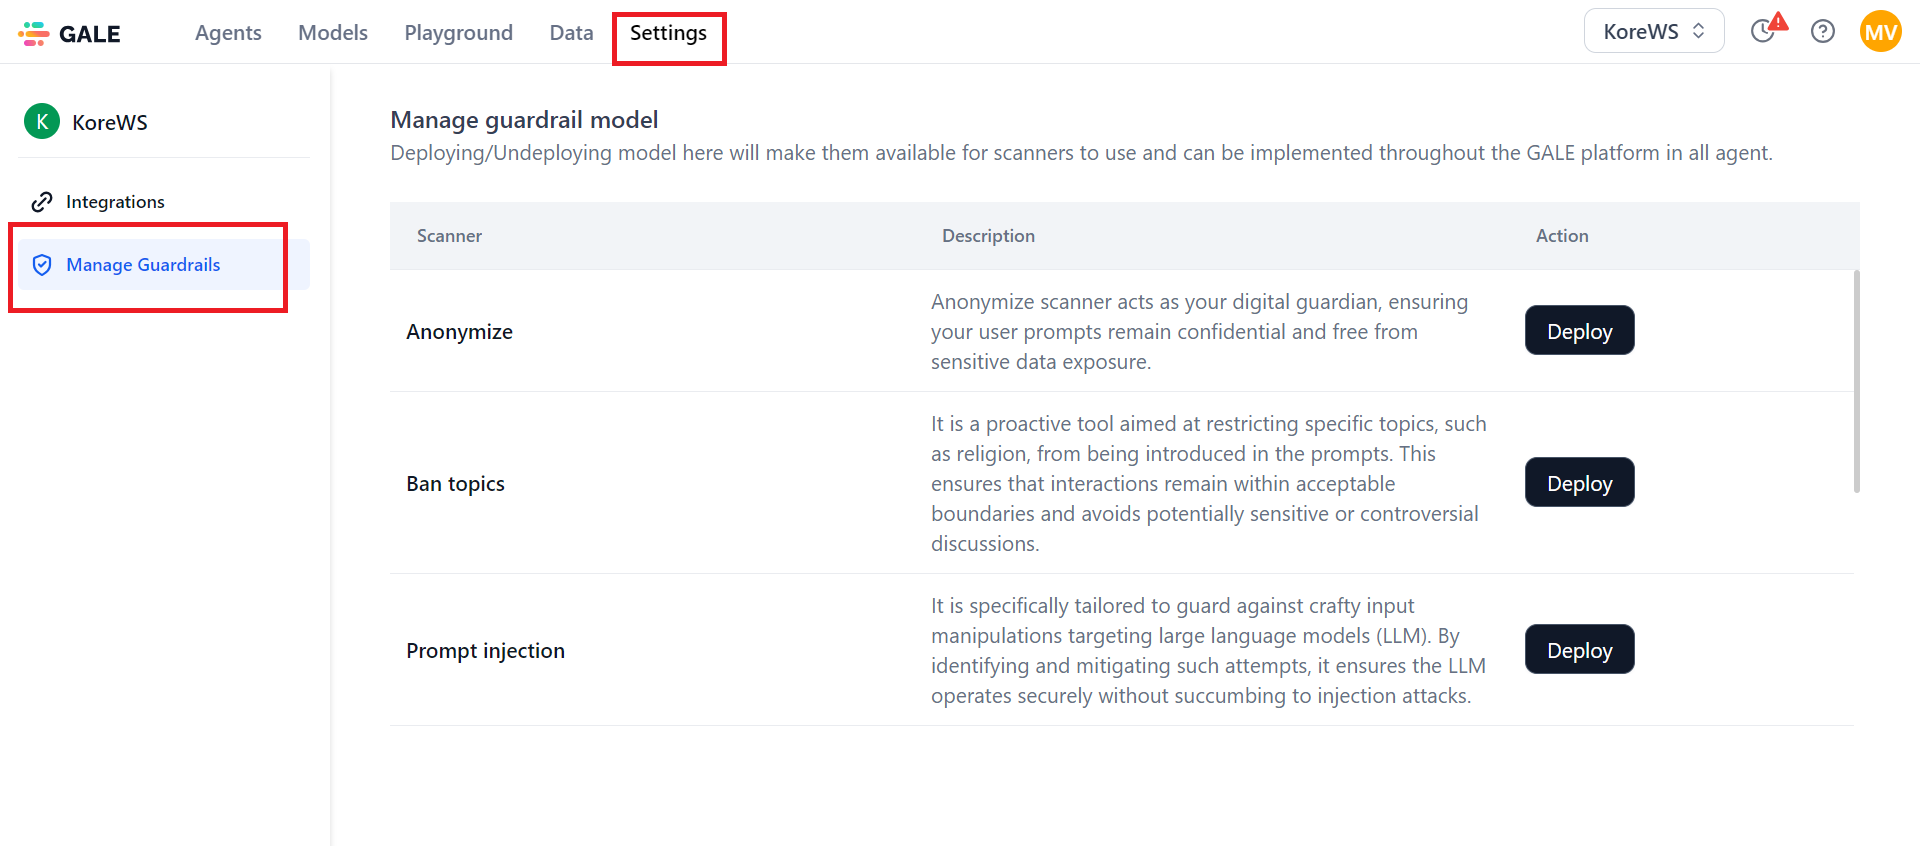 GALE
Agents
Models
Playground
Data
Settings
KoreWS
MV
K
KoreWS
Integrations
Manage Guardrails
Manage guardrail model
Deploying/Undeploying model here will make them available for scanners to use and can be implemented throughout the GALE platform in all agent.
Scanner
Description
Action
Anonymize
Anonymize scanner acts as your digital guardian, ensuring
your user prompts remain confidential and free from
sensitive data exposure.
Deploy
Ban topics
It is a proactive tool aimed at restricting specific topics, such
as religion, from being introduced in the prompts. This
ensures that interactions remain within acceptable
boundaries and avoids potentially sensitive or controversial
discussions.
Deploy
Prompt injection
It is specifically tailored to guard against crafty input
manipulations targeting large language models (LLM). By
identifying and mitigating such attempts, it ensures the LLM
operates securely without succumbing to injection attacks.
Deploy